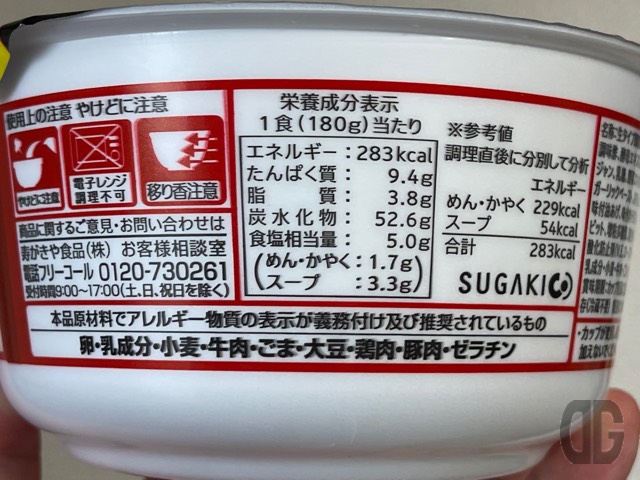 使用上の注意 やけどに注意
やけどに注意
電子レンジ
調理不可
移り香注意
商品に関するご意見・お問い合わせは
寿がきや食品(株) お客様相談室
電話フリーコール 0120-730261
受付時間9:00~17:00(土、日、祝日を除く)
栄養成分表示
1食(180g)当たり
エネルギー:283kcal
たんぱく質: 9.4g
脂質: 3.8g
炭水化物: 52.6g
食塩相当量: 5.0g
(めん・かやく:1.7g)
(スープ:3.3g)
※参考値
調理直後に分別して分析
エネルギー
めん・かやく 229kcal
スープ 54kcal
合計 283kcal
SUGAKICO
本品原材料でアレルギー物質の表示が義務付け及び推奨されているもの
卵・乳成分・小麦・牛肉・ごま・大豆・鶏肉・豚肉・ゼラチン
DG